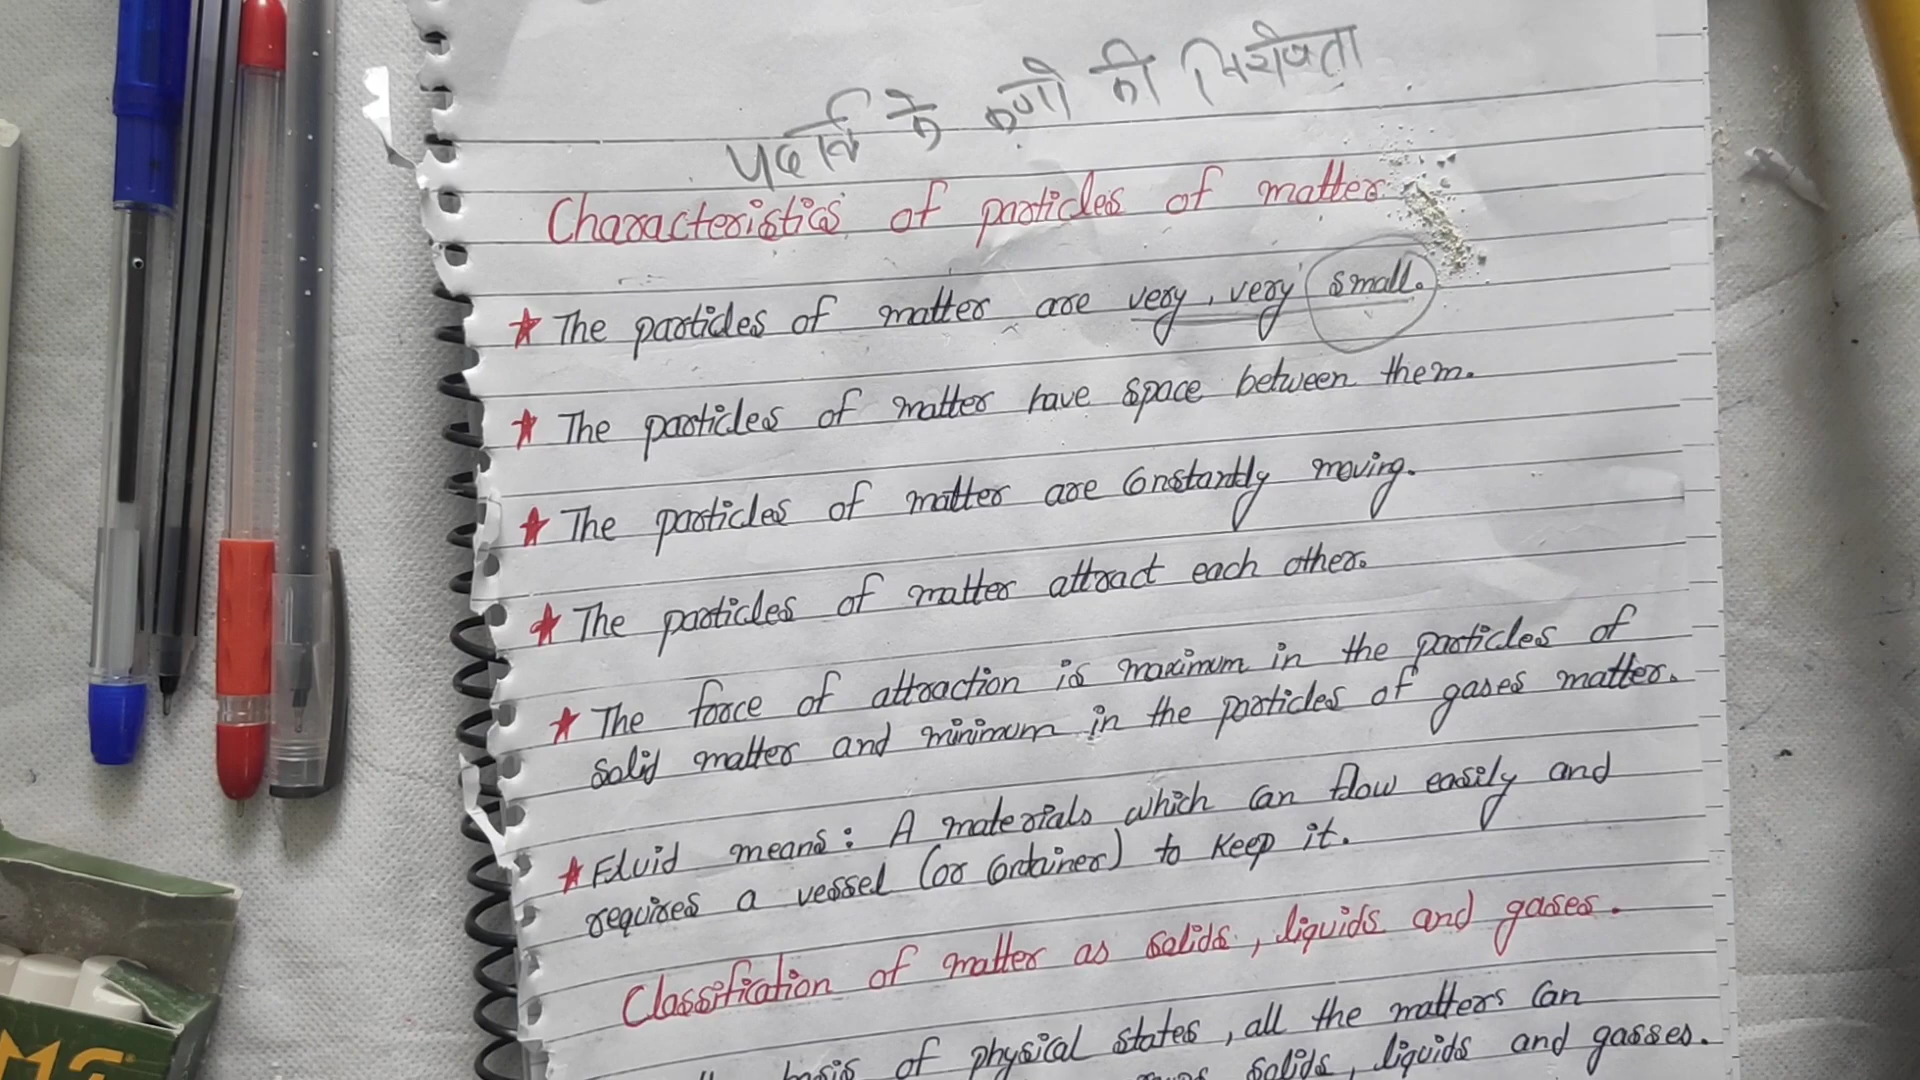 पदार्थ के कणो की विशेषता
Characteristics of particles of matter
★ The particles of matter are very, very small.
★ The particles of matter have space between them.
★ The particles of matter are Constantly moving.
★ The particles of matter attract each other.
★ The force of attraction is maximum in the particles of
solid matter and minimum in the particles of gases matter.
★ Fluid means: A materials which can flow easily and
requires a vessel (or Container) to keep it.
Classification of matter as solids, liquids and gases.
basis of physical states, all the matters can
solids, liquids and gasses.